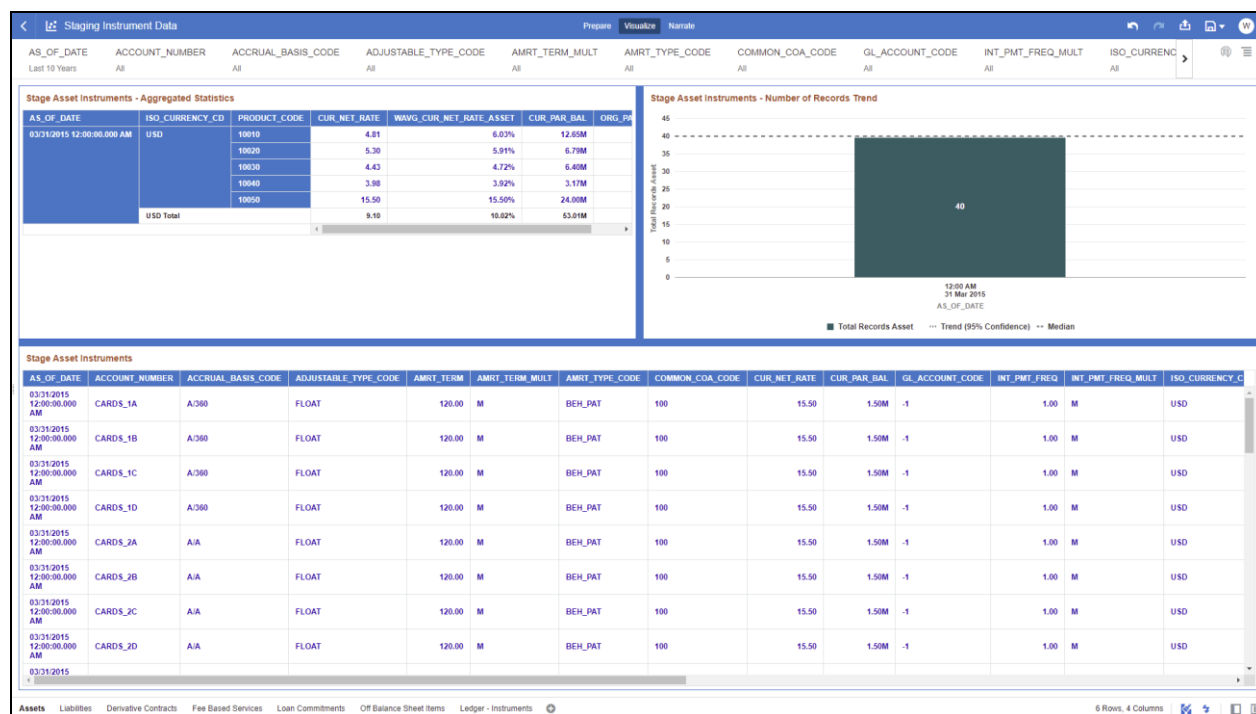 Staging Instrument Data
Prepare Visualize Narrate
W
AS_OF_DATE ACCOUNT_NUMBER ACCRUAL_BASIS_CODE ADJUSTABLE_TYPE_CODE AMRT_TERM_MULT AMRT_TYPE_CODE COMMON_COA_CODE GL_ACCOUNT_CODE INT_PMT_FREQ_MULT ISO_CURRENC
Last 10 Years All All All All All All All All All
Stage Asset Instruments - Aggregated Statistics
AS_OF_DATE ISO_CURRENCY_CD PRODUCT_CODE CUR_NET_RATE WAVG_CUR_NET_RATE_ASSET CUR_PAR_BAL ORG_PA
03/31/2015 12:00:00.000 AM USD 10010 4.81 6.03% 12.65M
10020 5.30 5.91% 6.79M
10030 4.43 4.72% 6.40M
10040 3.98 3.92% 3.17M
10050 15.50 15.50% 24.00M
USD Total 9.10 10.02% 53.01M
Stage Asset Instruments - Number of Records Trend
Total Records Asset
45
40
35
30
25
20
15
10
5
0
40
12:00 AM
31 Mar 2015
AS_OF_DATE
Total Records Asset Trend (95% Confidence) Median
Stage Asset Instruments
AS_OF_DATE ACCOUNT_NUMBER ACCRUAL_BASIS_CODE ADJUSTABLE_TYPE_CODE AMRT_TERM AMRT_TERM_MULT AMRT_TYPE_CODE COMMON_COA_CODE CUR_NET_RATE CUR_PAR_BAL GL_ACCOUNT_CODE INT_PMT_FREQ INT_PMT_FREQ_MULT ISO_CURRENCY_C
03/31/2015
12:00:00.000 CARDS_1A A/360 FLOAT 120.00 M BEH_PAT 100 15.50 1.50M -1 1.00 M USD
AM
03/31/2015
12:00:00.000 CARDS_1B A/360 FLOAT 120.00 M BEH_PAT 100 15.50 1.50M -1 1.00 M USD
AM
03/31/2015
12:00:00.000 CARDS_1C A/360 FLOAT 120.00 M BEH_PAT 100 15.50 1.50M -1 1.00 M USD
AM
03/31/2015
12:00:00.000 CARDS_1D A/360 FLOAT 120.00 M BEH_PAT 100 15.50 1.50M -1 1.00 M USD
AM
03/31/2015
12:00:00.000 CARDS_2A A/A FLOAT 120.00 M BEH_PAT 100 15.50 1.50M -1 1.00 M USD
AM
03/31/2015
12:00:00.000 CARDS_2B A/A FLOAT 120.00 M BEH_PAT 100 15.50 1.50M -1 1.00 M USD
AM
03/31/2015
12:00:00.000 CARDS_2C A/A FLOAT 120.00 M BEH_PAT 100 15.50 1.50M -1 1.00 M USD
AM
03/31/2015
12:00:00.000 CARDS_2D A/A FLOAT 120.00 M BEH_PAT 100 15.50 1.50M -1 1.00 M USD
AM
03/31/2015
Assets Liabilities Derivative Contracts Fee Based Services Loan Commitments Off Balance Sheet Items Ledger - Instruments 6 Rows, 4 Columns